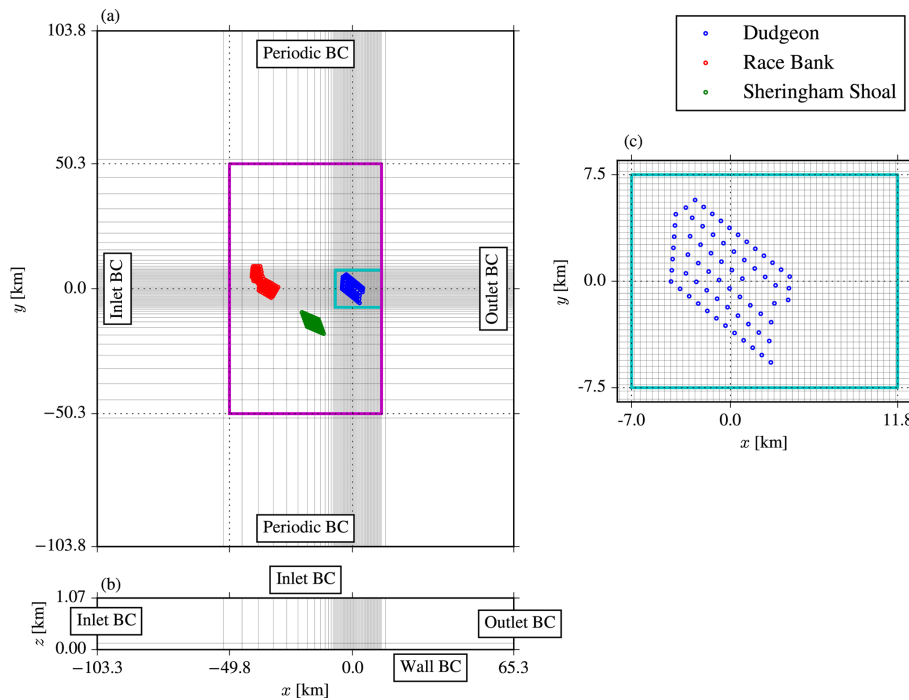 (a)
103.8
Periodic BC
50.3
y [km]
Inlet BC
0.0
Outlet BC
−50.3
Periodic BC
−103.8
Dudgeon
Race Bank
Sheringham Shoal
(c)
7.5
y [km]
0.0
-7.5
-7.0
0.0
11.8
x [km]
(b)
Inlet BC
1.07
z [km]
Inlet BC
Outlet BC
0.00
Wall BC
−103.3
−49.8
0.0
65.3
x [km]